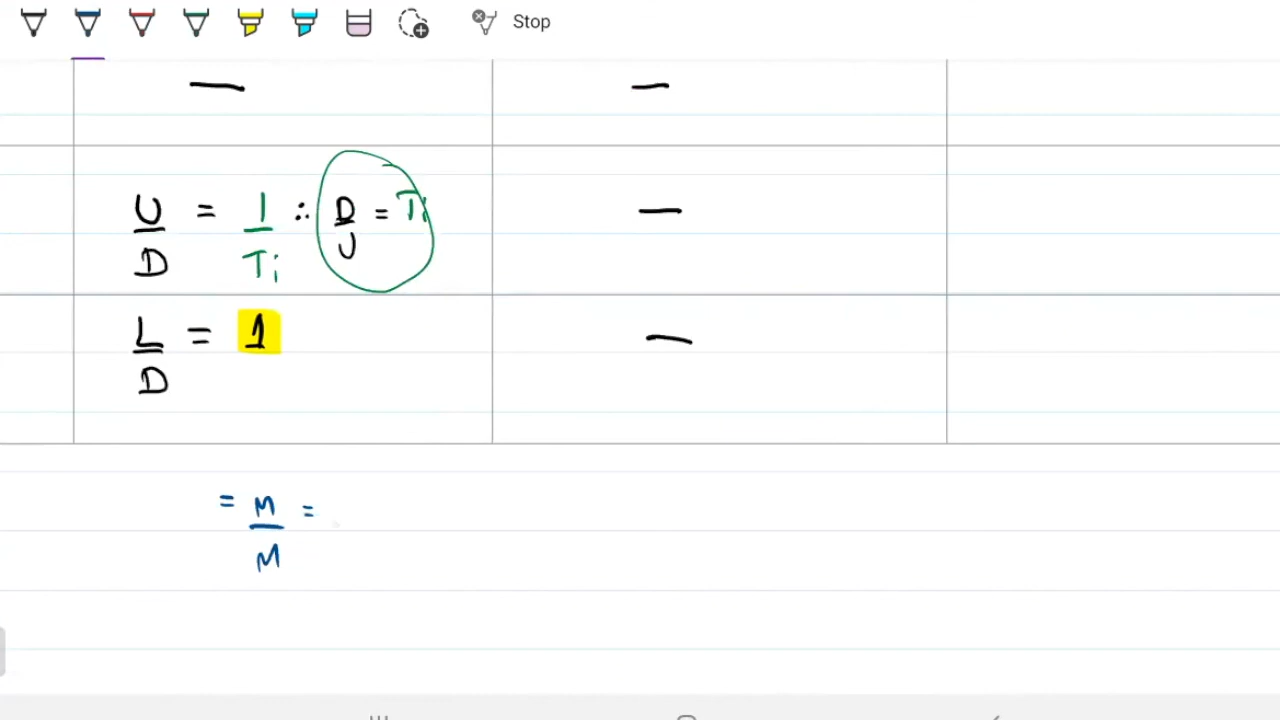 Stop
— —
U/D = 1/Ti ∴ D/U = Ti —
L/D = 1 —
= M/M =